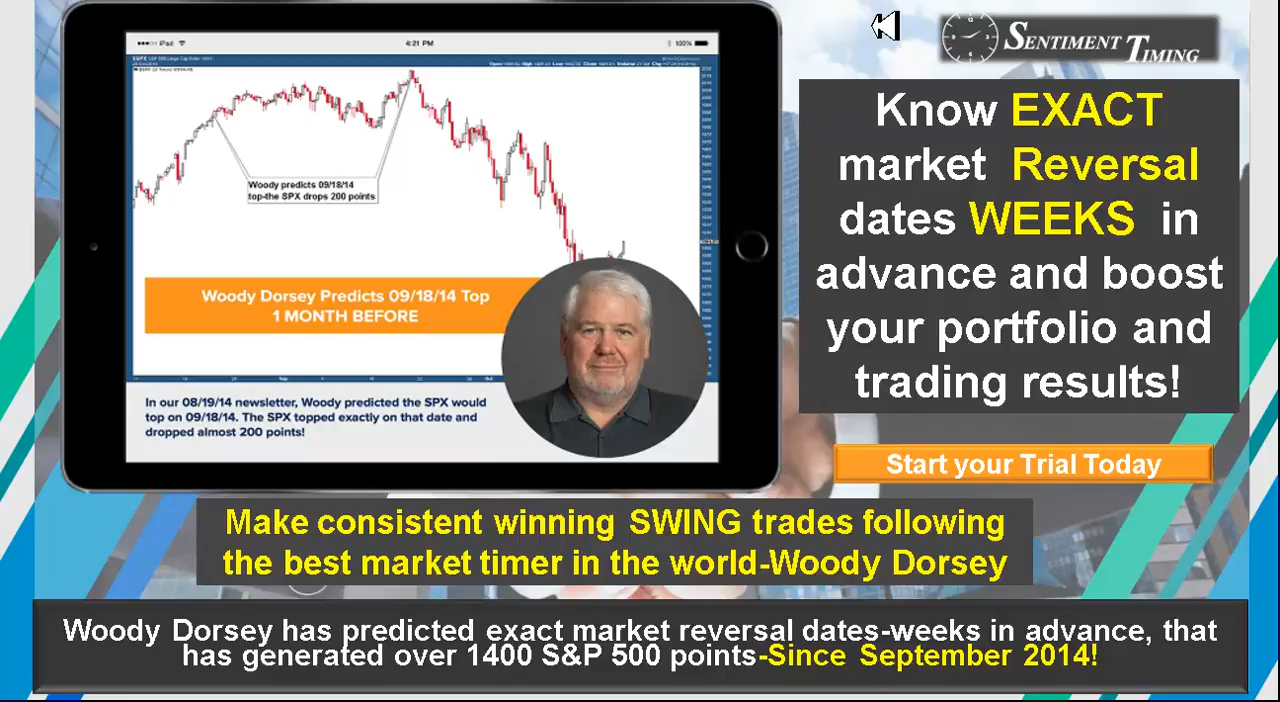 iPad
4:21 PM
100%
SENTIMENT TIMING
Know EXACT
market Reversal
dates WEEKS in
advance and boost
your portfolio and
trading results!
Woody predicts 09/18/14
top-the SPX drops 200 points
Woody Dorsey Predicts 09/18/14 Top
1 MONTH BEFORE
In our 08/19/14 newsletter, Woody predicted the SPX would
top on 09/18/14. The SPX topped exactly on that date and
dropped almost 200 points!
Start your Trial Today
Make consistent winning SWING trades following
the best market timer in the world-Woody Dorsey
Woody Dorsey has predicted exact market reversal dates-weeks in advance, that
has generated over 1400 S&P 500 points-Since September 2014!